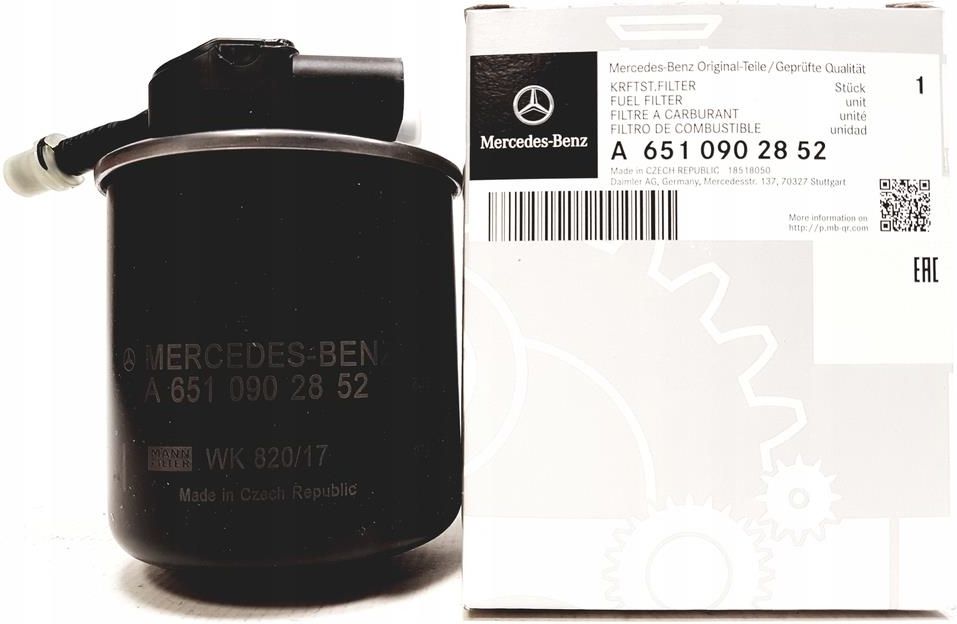 MERCEDES-BENZ
A 651 090 28 52
MANN
FILTER
WK 820/17
Made in Czech Republic
Mercedes-Benz
Mercedes-Benz Original-Teile/Geprüfte Qualität
KRFTST.FILTER Stück 1
FUEL FILTER unit
FILTRE A CARBURANT unité
FILTRO DE COMBUSTIBLE unidad
A 651 090 28 52
Made in CZECH REPUBLIC 18518050
Daimler AG, Germany, Mercedesstr. 137, 70327 Stuttgart
More information on
http://p.mb-qr.com
EAC